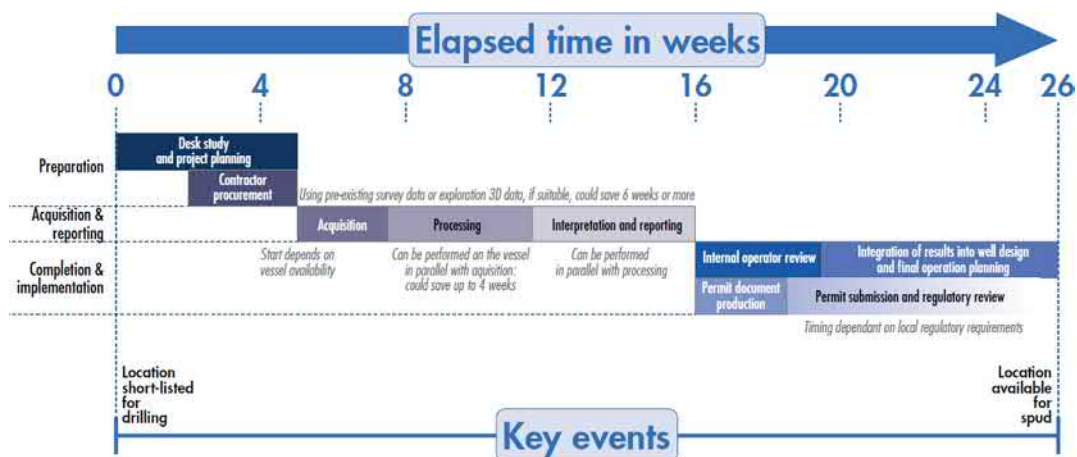 Elapsed time in weeks
0 4 8 12 16 20 24 26
Preparation
Desk study
and project planning
Contractor
procurement
Using pre-existing survey data or exploration 3D data, if suitable, could save 6 weeks or more
Acquisition &
reporting
Acquisition
Processing
Interpretation and reporting
Start depends on
vessel availability
Can be performed on the vessel
in parallel with aquisition:
could save up to 4 weeks
Can be performed
in parallel with processing
Completion &
implementation
Internal operator review
Integration of results into well design
and final operation planning
Permit document
production
Permit submission and regulatory review
Timing dependant on local regulatory requirements
Location
short-listed
for
drilling
Location
available
for
spud
Key events